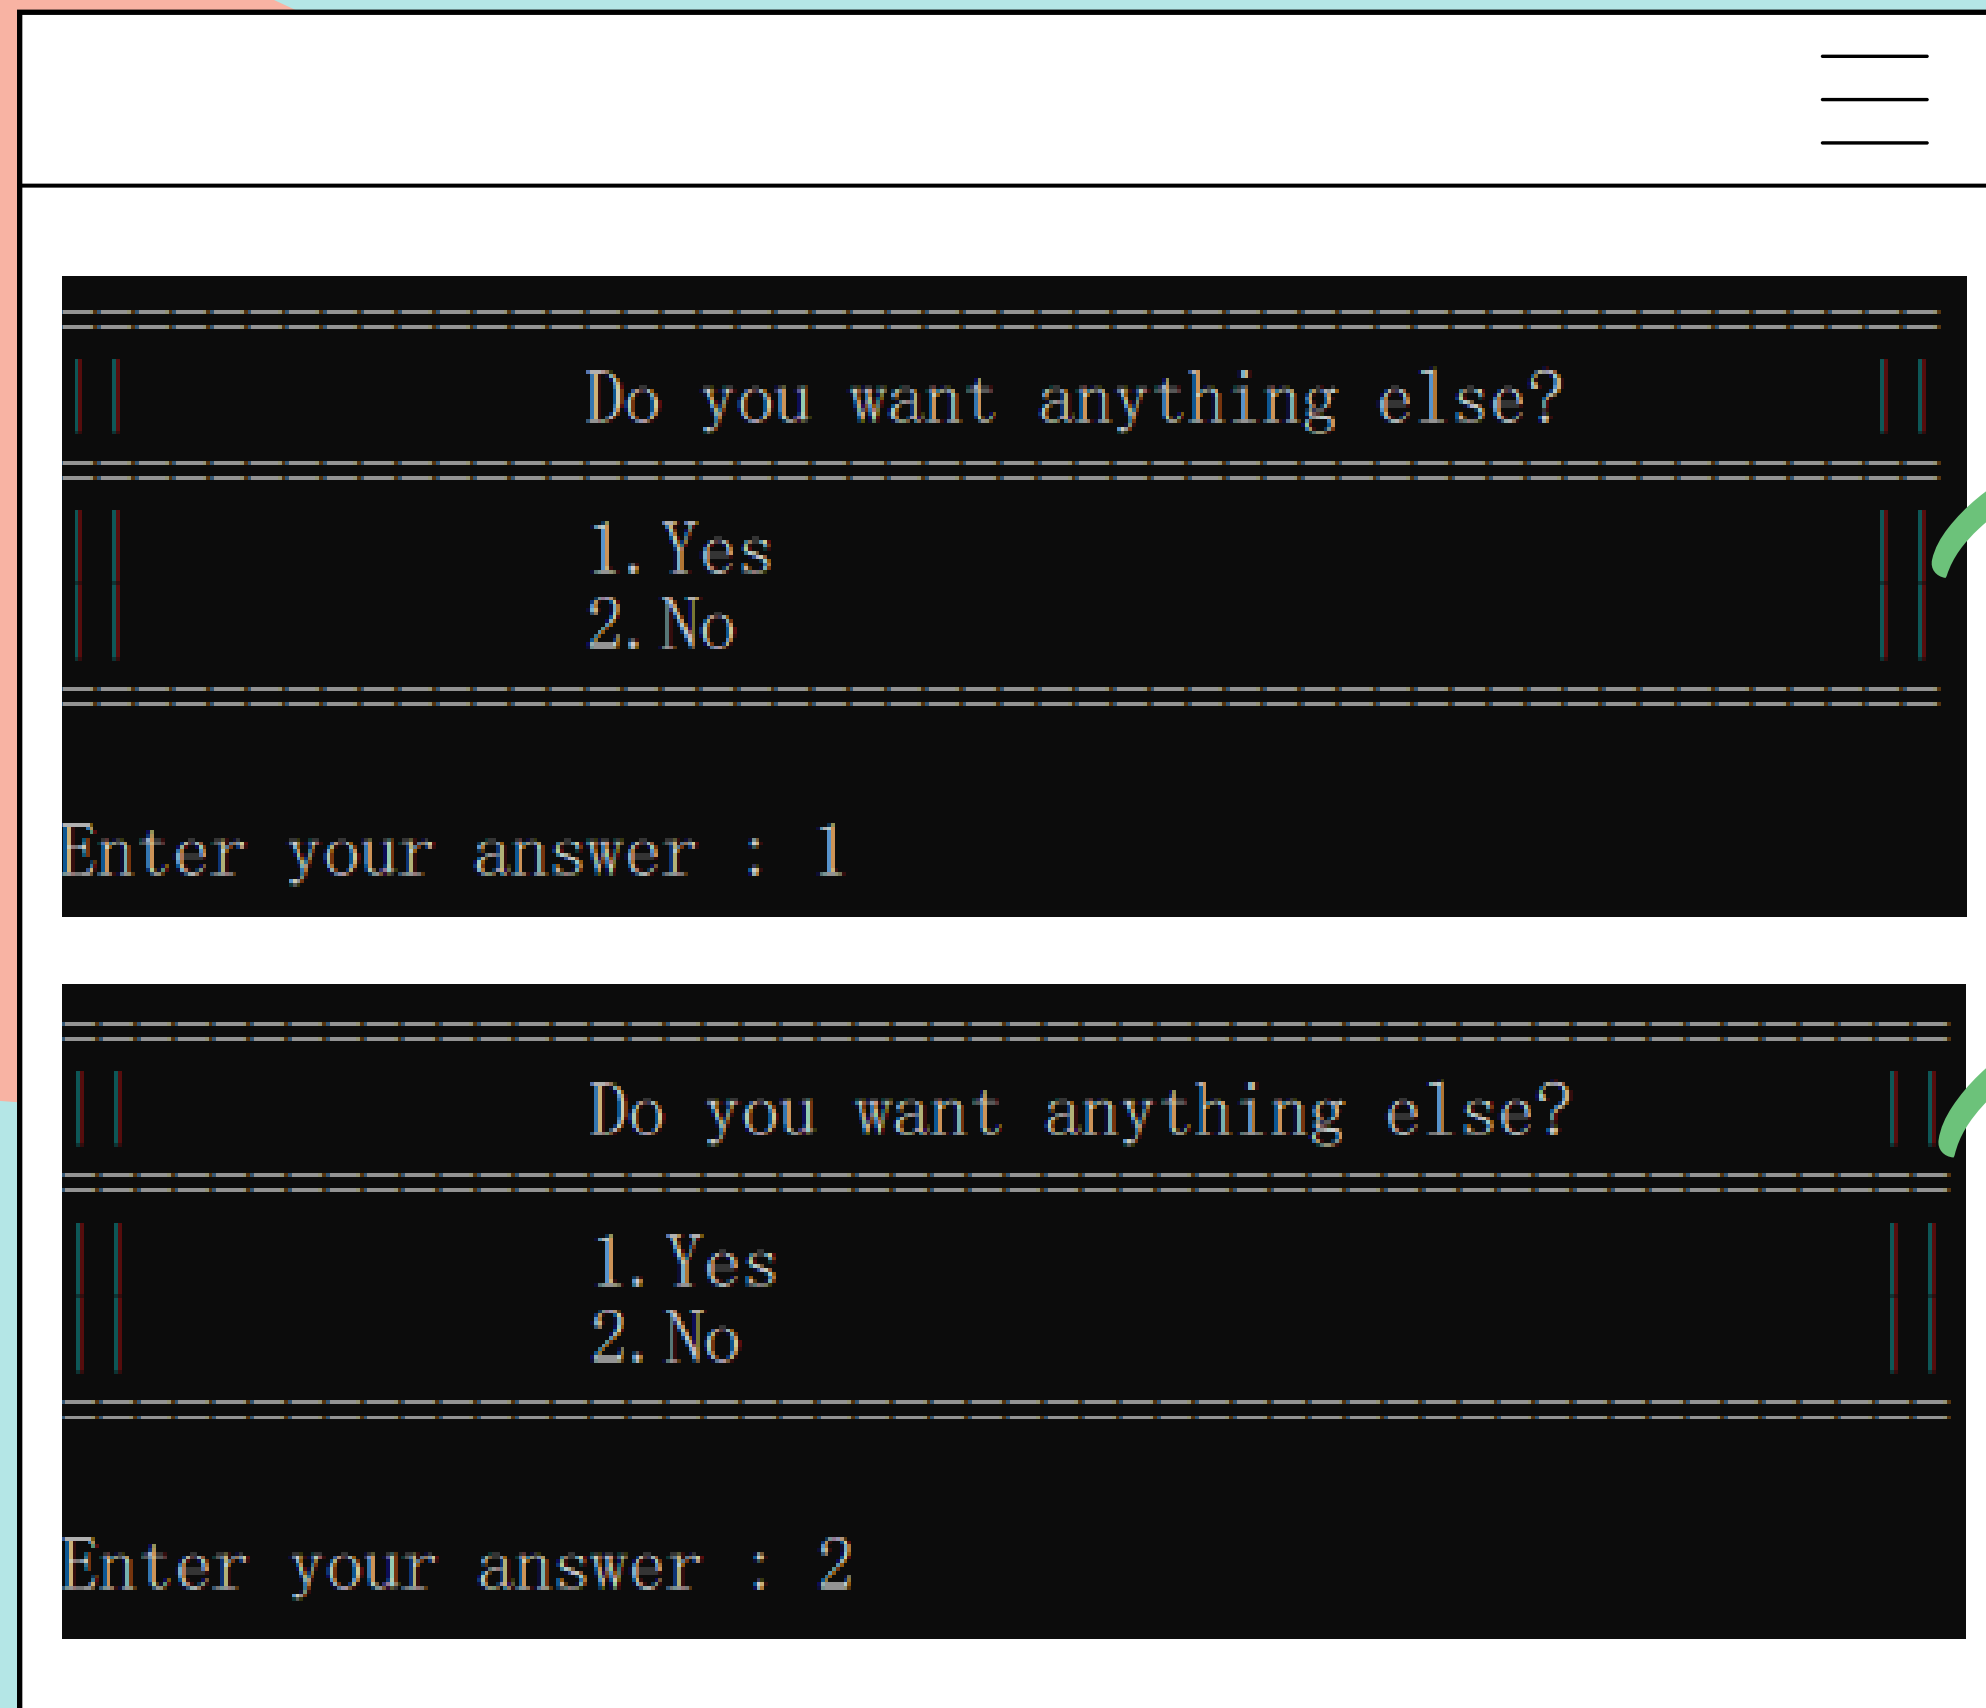 ==================================================
||            Do you want anything else?        ||
==================================================
||            1.Yes                             ||
||            2.No                              ||
==================================================
Enter your answer : 1
==================================================
||            Do you want anything else?        ||
==================================================
||            1.Yes                             ||
||            2.No                              ||
==================================================
Enter your answer : 2